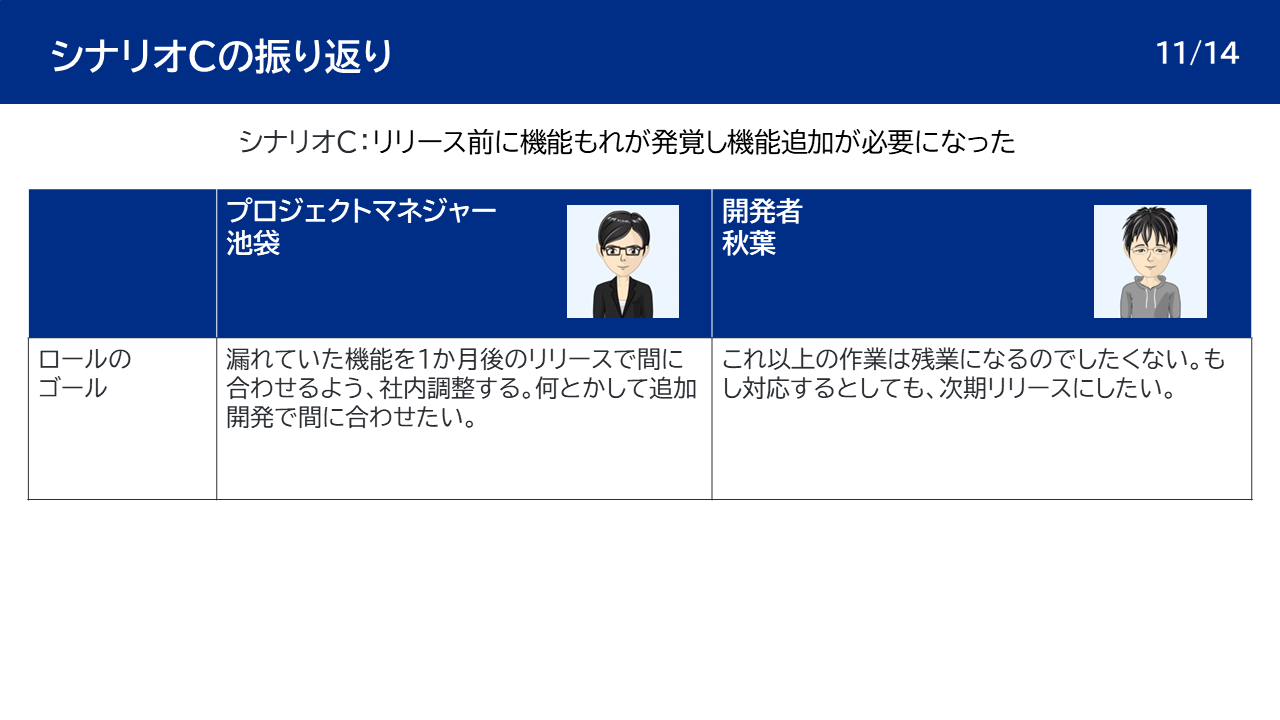 シナリオCの振り返り
11/14
シナリオC：リリース前に機能もれが発覚し機能追加が必要になった
プロジェクトマネジャー
池袋
開発者
秋葉
ロールの
ゴール
漏れていた機能を1か月後のリリースで間に
合わせるよう、社内調整する。何とかして追加
開発で間に合わせたい。
これ以上の作業は残業になるのでしたくない。も
し対応するとしても、次期リリースにしたい。